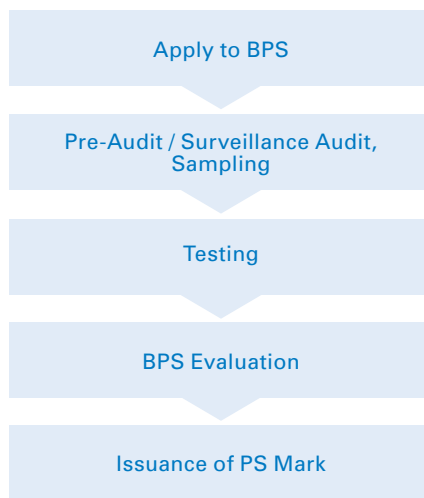 Apply to BPS
Pre-Audit / Surveillance Audit,
Sampling
Testing
BPS Evaluation
Issuance of PS Mark